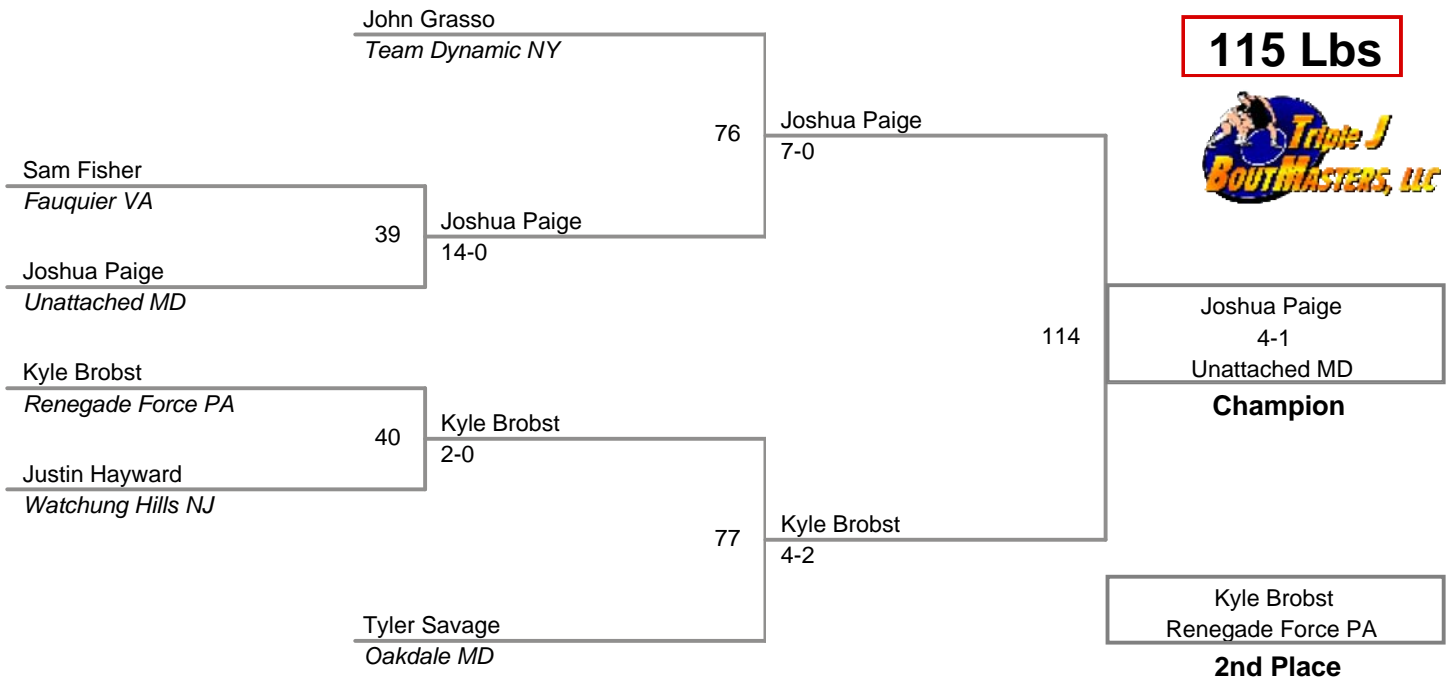 John Grasso
Team Dynamic NY
115 Lbs
Triple J
BOUTMASTERS, LLC
76
Joshua Paige
7-0
Sam Fisher
Fauquier VA
39
Joshua Paige
14-0
Joshua Paige
Unattached MD
114
Joshua Paige
4-1
Unattached MD
Champion
Kyle Brobst
Renegade Force PA
40
Kyle Brobst
2-0
Justin Hayward
Watchung Hills NJ
77
Kyle Brobst
4-2
Tyler Savage
Oakdale MD
Kyle Brobst
Renegade Force PA
2nd Place